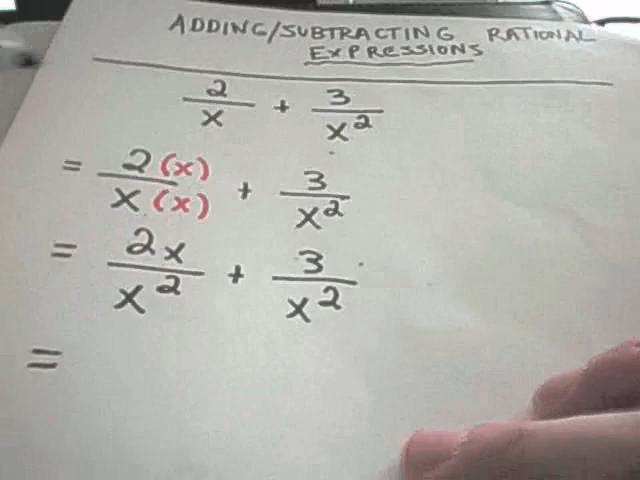 ADDING/SUBTRACTING RATIONAL
EXPRESSIONS
2/x + 3/x²
= 2(x)/x(x) + 3/x²
= 2x/x² + 3/x²
=